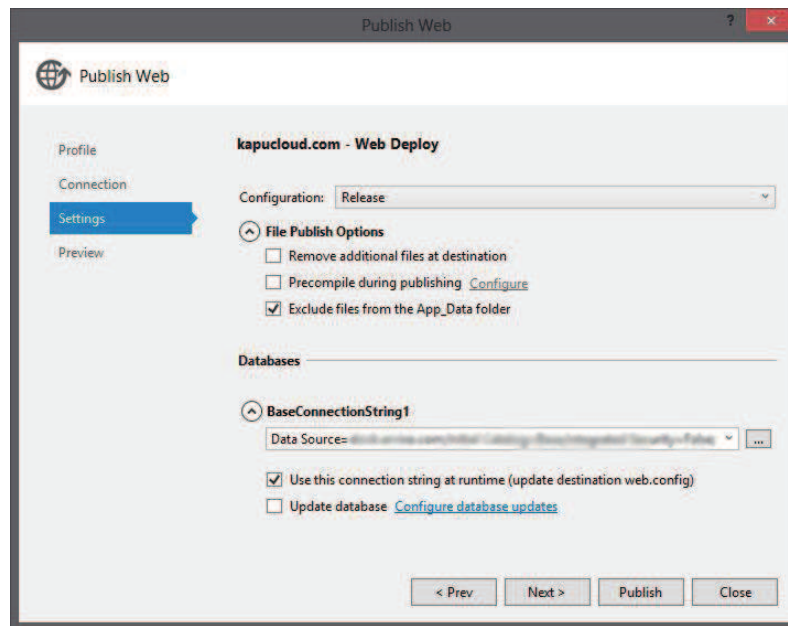 Publish Web
?
×
Publish Web
Profile
Connection
Settings
Preview
kapucloud.com - Web Deploy
Configuration: Release
File Publish Options
Remove additional files at destination
Precompile during publishing Configure
Exclude files from the App_Data folder
Databases
BaseConnectionString1
Data Source=
...
Use this connection string at runtime (update destination web.config)
Update database Configure database updates
< Prev Next > Publish Close